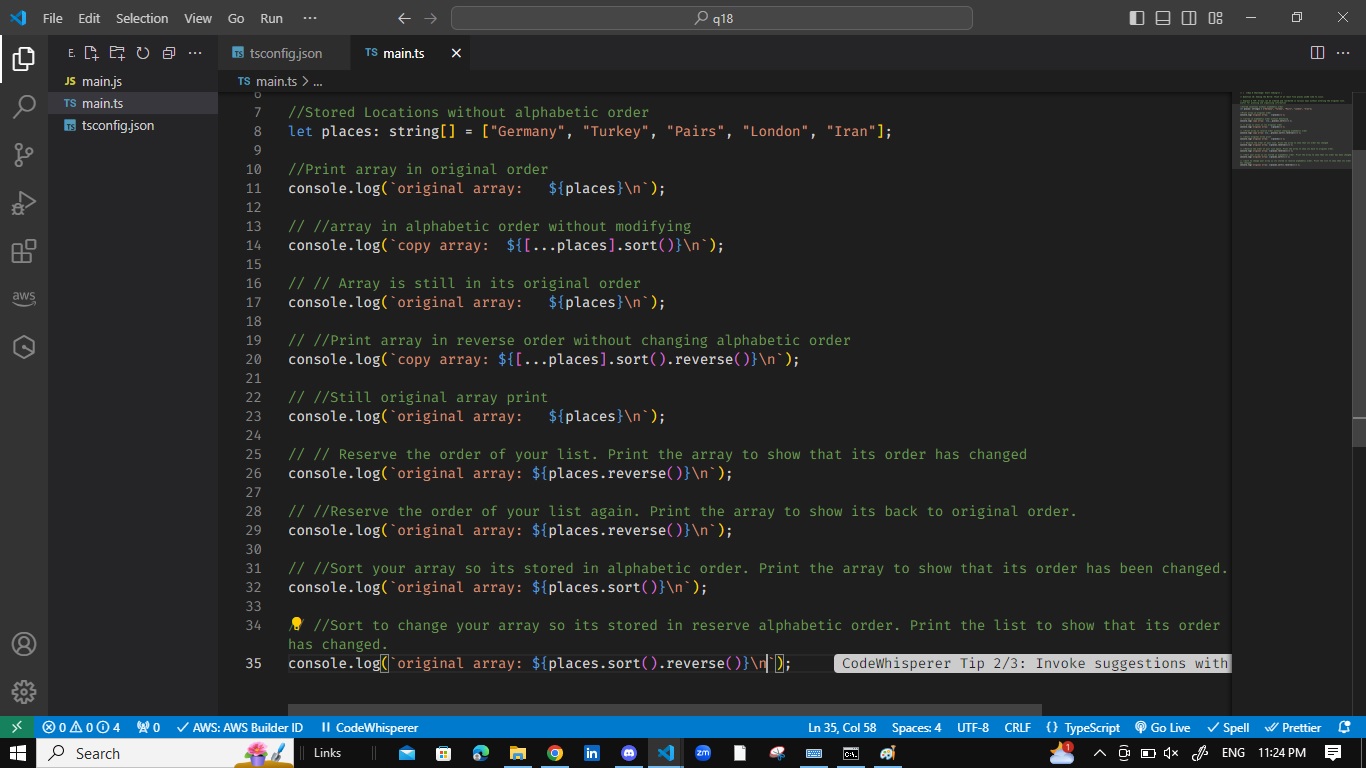 File Edit Selection View Go Run ··· q18
E. ···
JS main.js
TS main.ts
tsconfig.json
tsconfig.json TS main.ts
TS main.ts > ...
6
7 //Stored Locations without alphabetic order
8 let places: string[] = ["Germany", "Turkey", "Pairs", "London", "Iran"];
9
10 //Print array in original order
11 console.log(`original array:   ${places}\n`);
12
13 // //array in alphabetic order without modifying
14 console.log(`copy array:  ${[...places].sort()}\n`);
15
16 // // Array is still in its original order
17 console.log(`original array:   ${places}\n`);
18
19 // //Print array in reverse order without changing alphabetic order
20 console.log(`copy array: ${[...places].sort().reverse()}\n`);
21
22 // //Still original array print
23 console.log(`original array:   ${places}\n`);
24
25 // // Reserve the order of your list. Print the array to show that its order has changed
26 console.log(`original array: ${places.reverse()}\n`);
27
28 // //Reserve the order of your list again. Print the array to show its back to original order.
29 console.log(`original array: ${places.reverse()}\n`);
30
31 // //Sort your array so its stored in alphabetic order. Print the array to show that its order has been changed.
32 console.log(`original array: ${places.sort()}\n`);
33
34 //Sort to change your array so its stored in reserve alphabetic order. Print the list to show that its order
has changed.
35 console.log(`original array: ${places.sort().reverse()}\n`); CodeWhisperer Tip 2/3: Invoke suggestions with
aws
0 0 4 0 AWS: AWS Builder ID CodeWhisperer Ln 35, Col 58 Spaces: 4 UTF-8 CRLF {} TypeScript Go Live Spell Prettier
Search Links in zm 1 ENG 11:24 PM